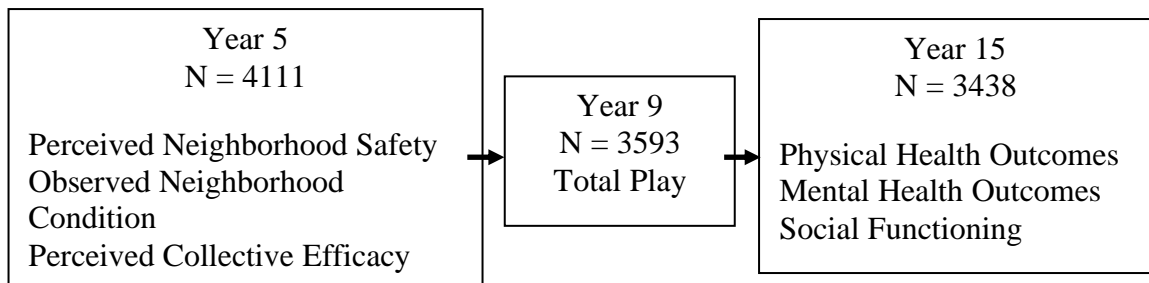 Year 5
N = 4111
Perceived Neighborhood Safety
Observed Neighborhood
Condition
Perceived Collective Efficacy
Year 9
N = 3593
Total Play
Year 15
N = 3438
Physical Health Outcomes
Mental Health Outcomes
Social Functioning